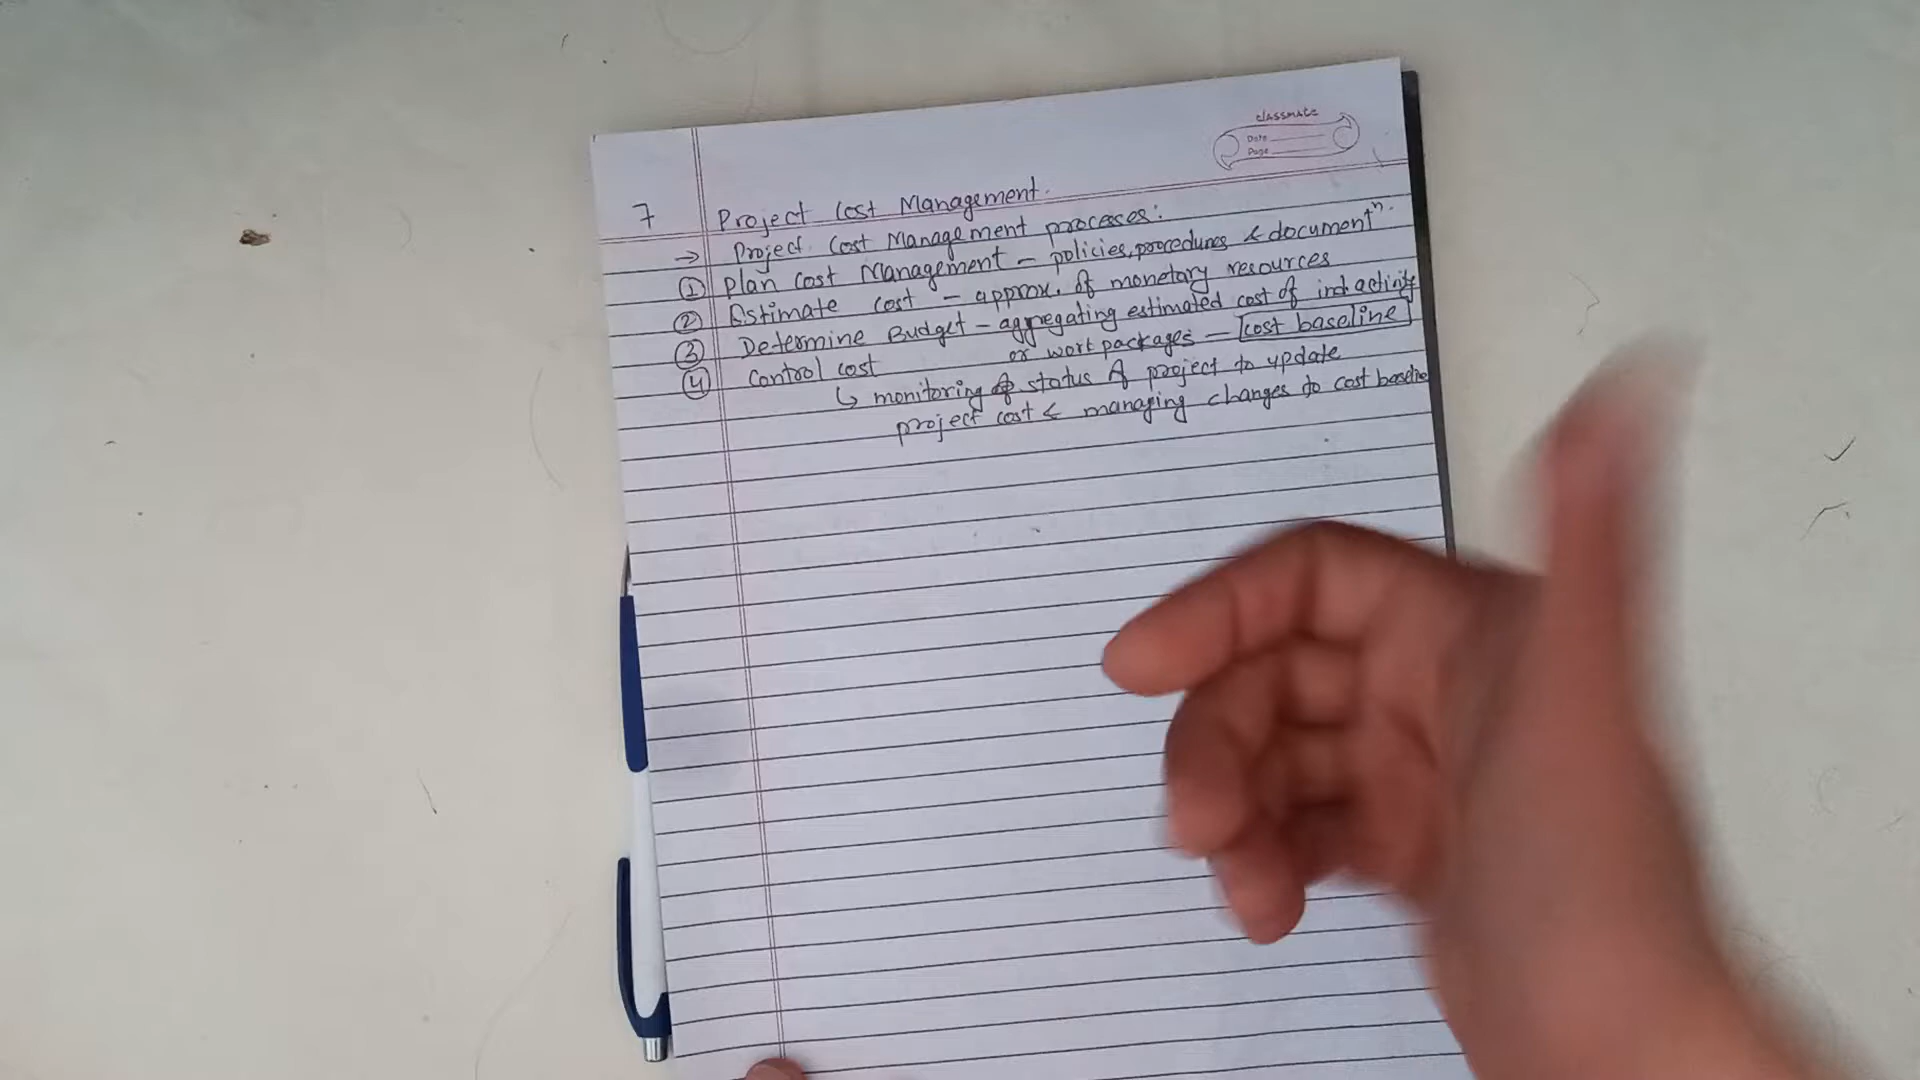 classmate
Date
Page
7 Project Cost Management.
→ Project Cost Management processes:
① Plan Cost Management - policies, procedures & documentⁿ.
② Estimate cost - approx. of monetary resources
③ Determine Budget - aggregating estimated cost of ind. activity
or work packages - cost baseline
④ Control cost
↳ monitoring status of project to update
project cost & managing changes to cost baseline